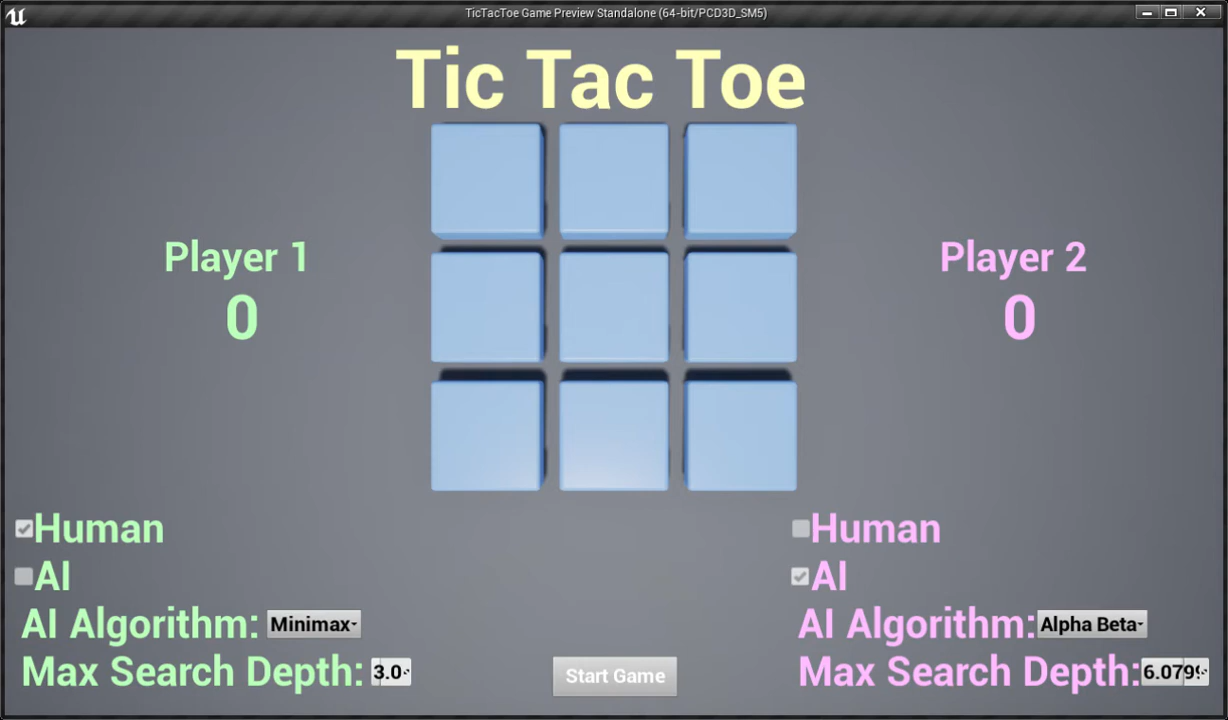 TicTacToe Game Preview Standalone (64-bit/PCD3D_SM5)
Tic Tac Toe
Player 1
0
Player 2
0
Human
AI
AI Algorithm: Minimax
Max Search Depth: 3.0
Start Game
Human
AI
AI Algorithm: Alpha Beta
Max Search Depth: 6.079